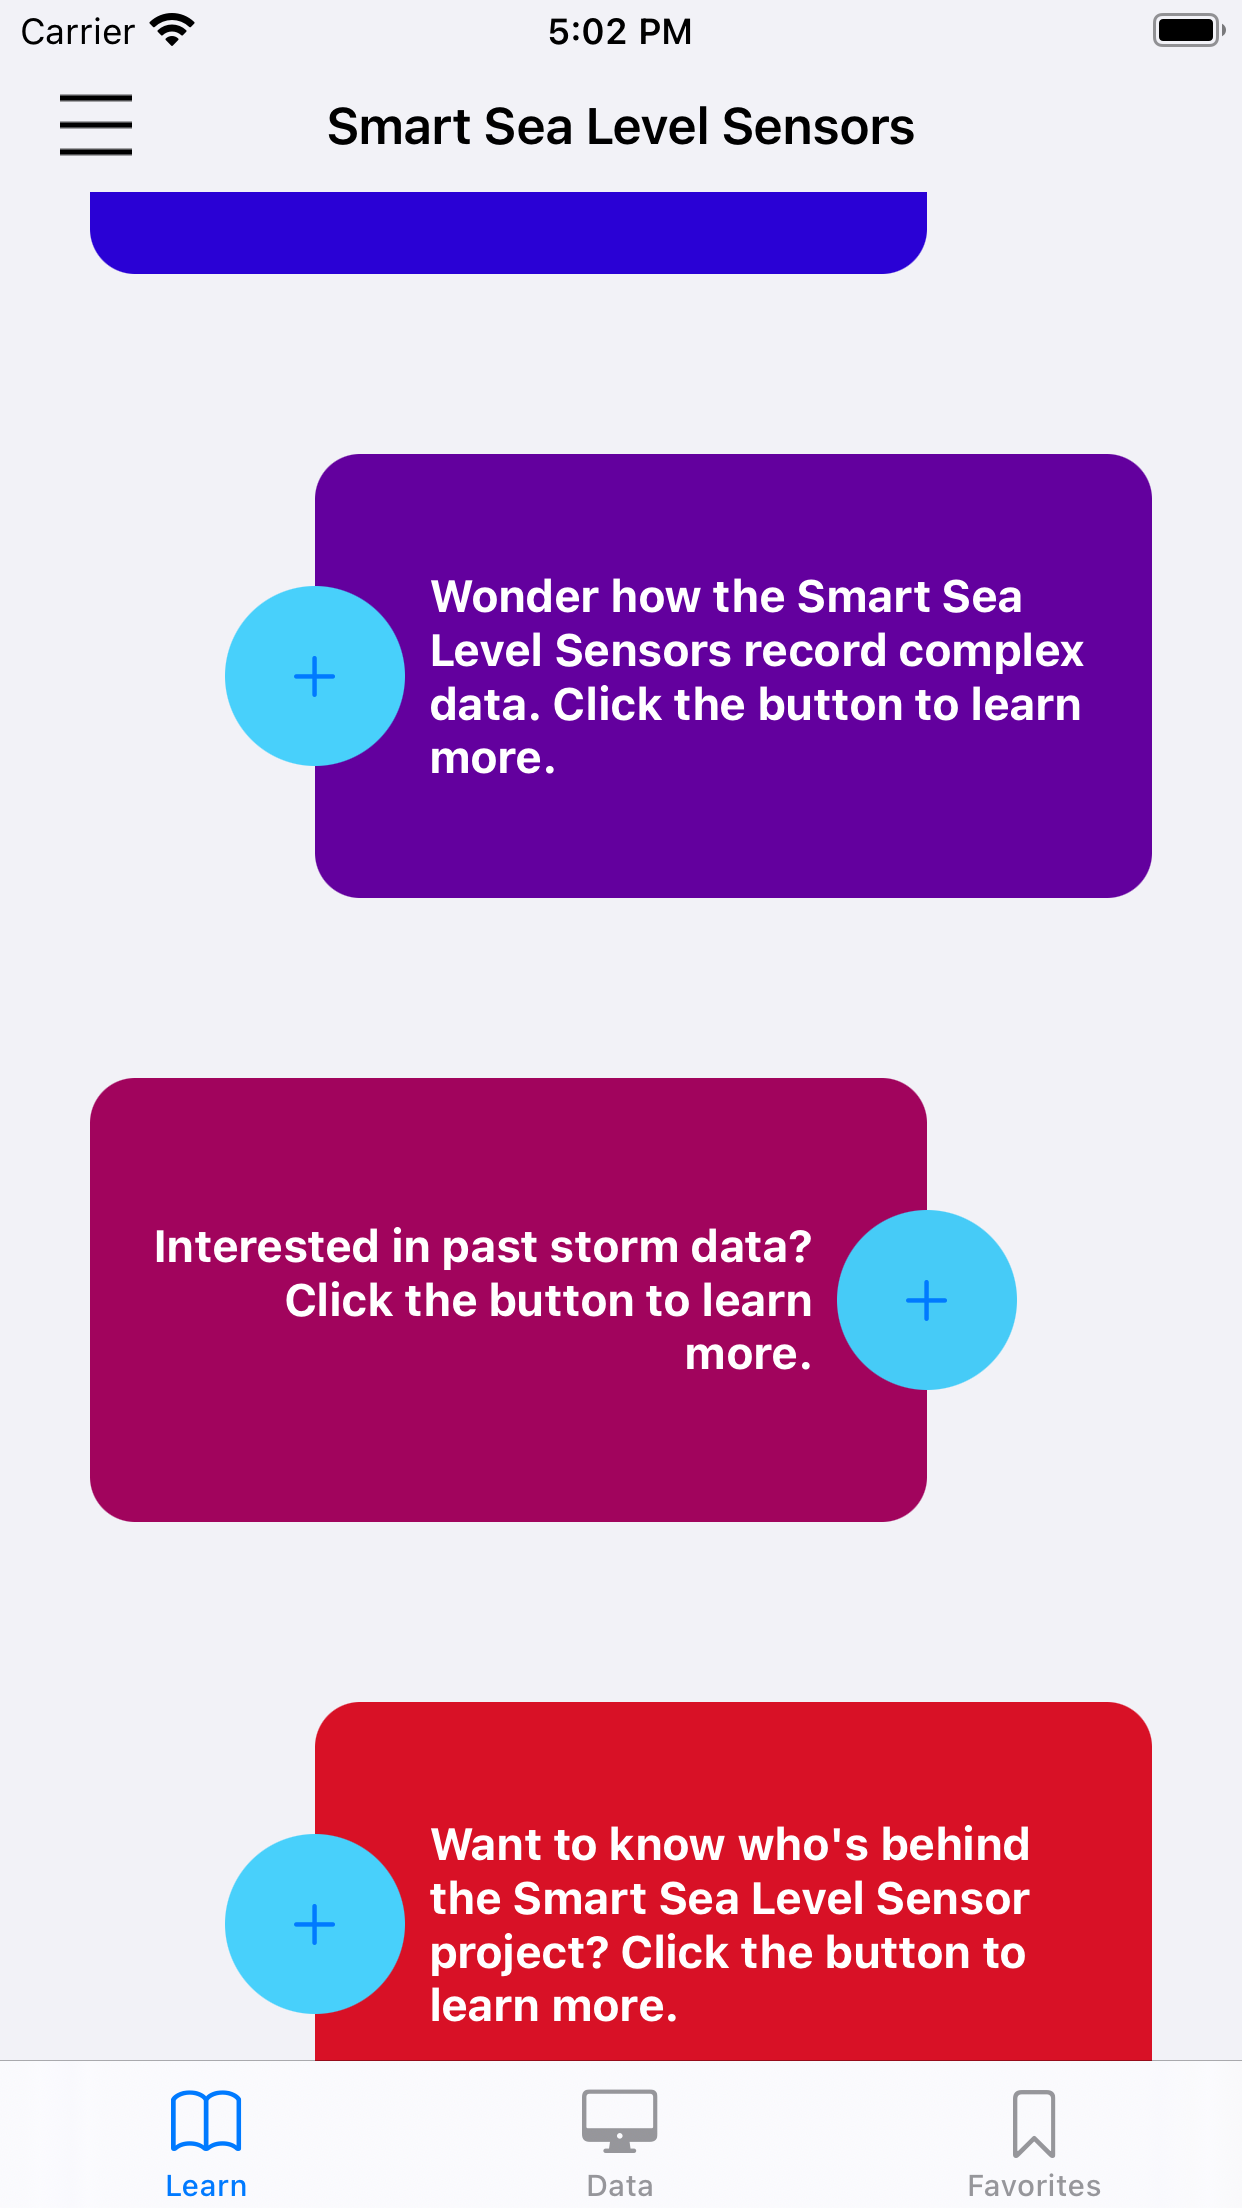 Carrier 5:02 PM
Smart Sea Level Sensors
Wonder how the Smart Sea
Level Sensors record complex
data. Click the button to learn
more.
Interested in past storm data?
Click the button to learn
more.
Want to know who's behind
the Smart Sea Level Sensor
project? Click the button to
learn more.
Learn Data Favorites